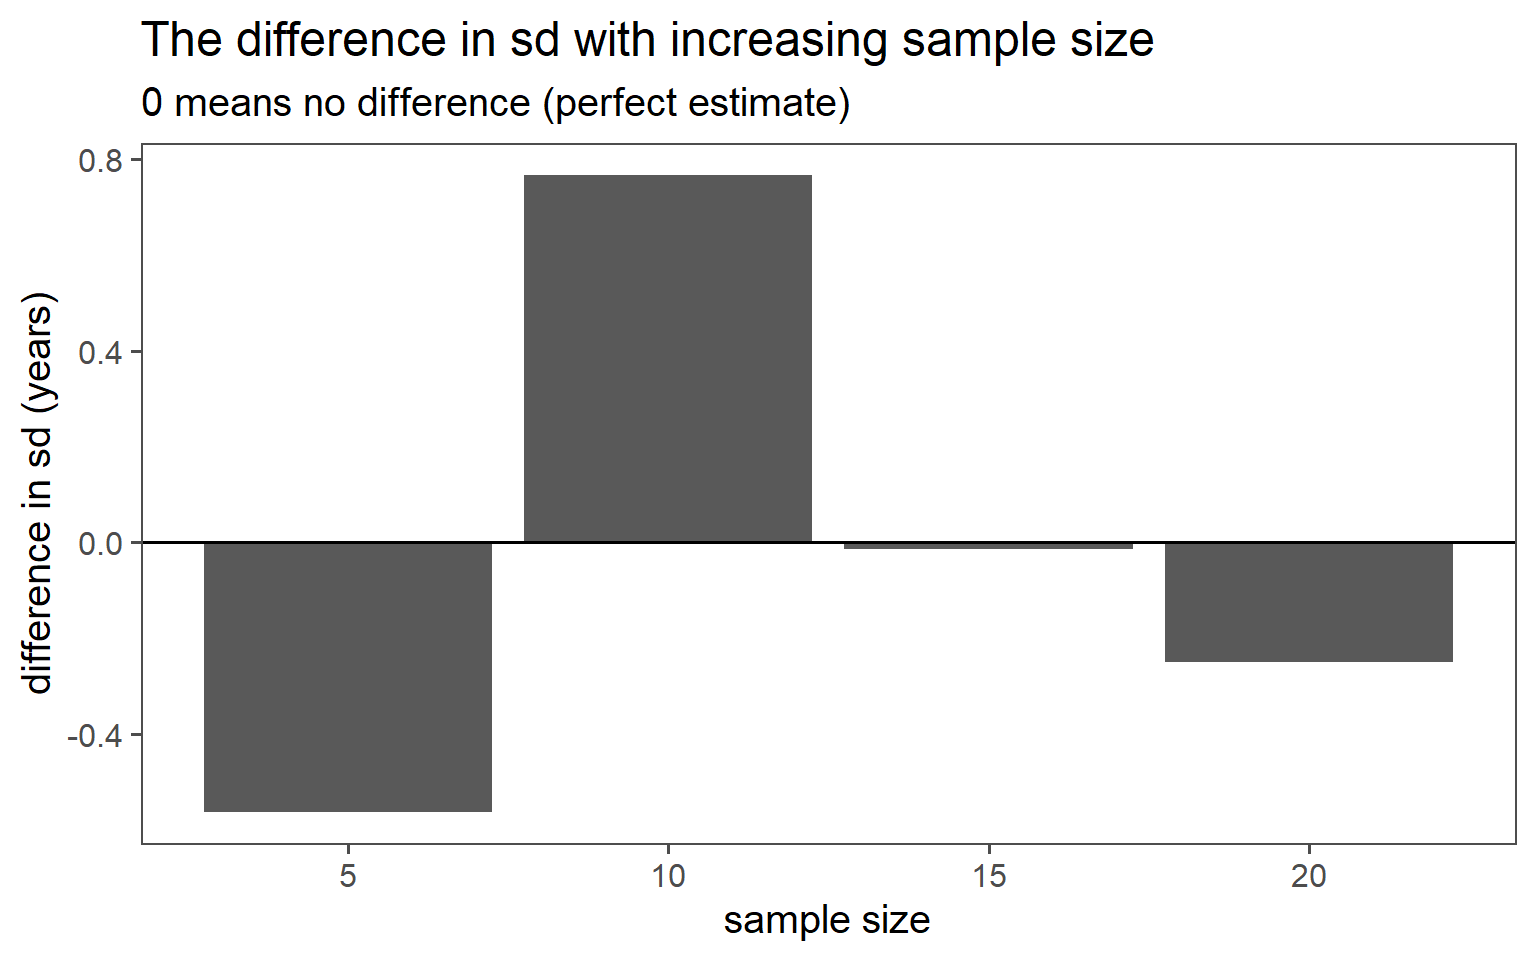 The difference in sd with increasing sample size
0 means no difference (perfect estimate)
difference in sd (years)
0.8
0.4
0.0
-0.4
5 10 15 20
sample size